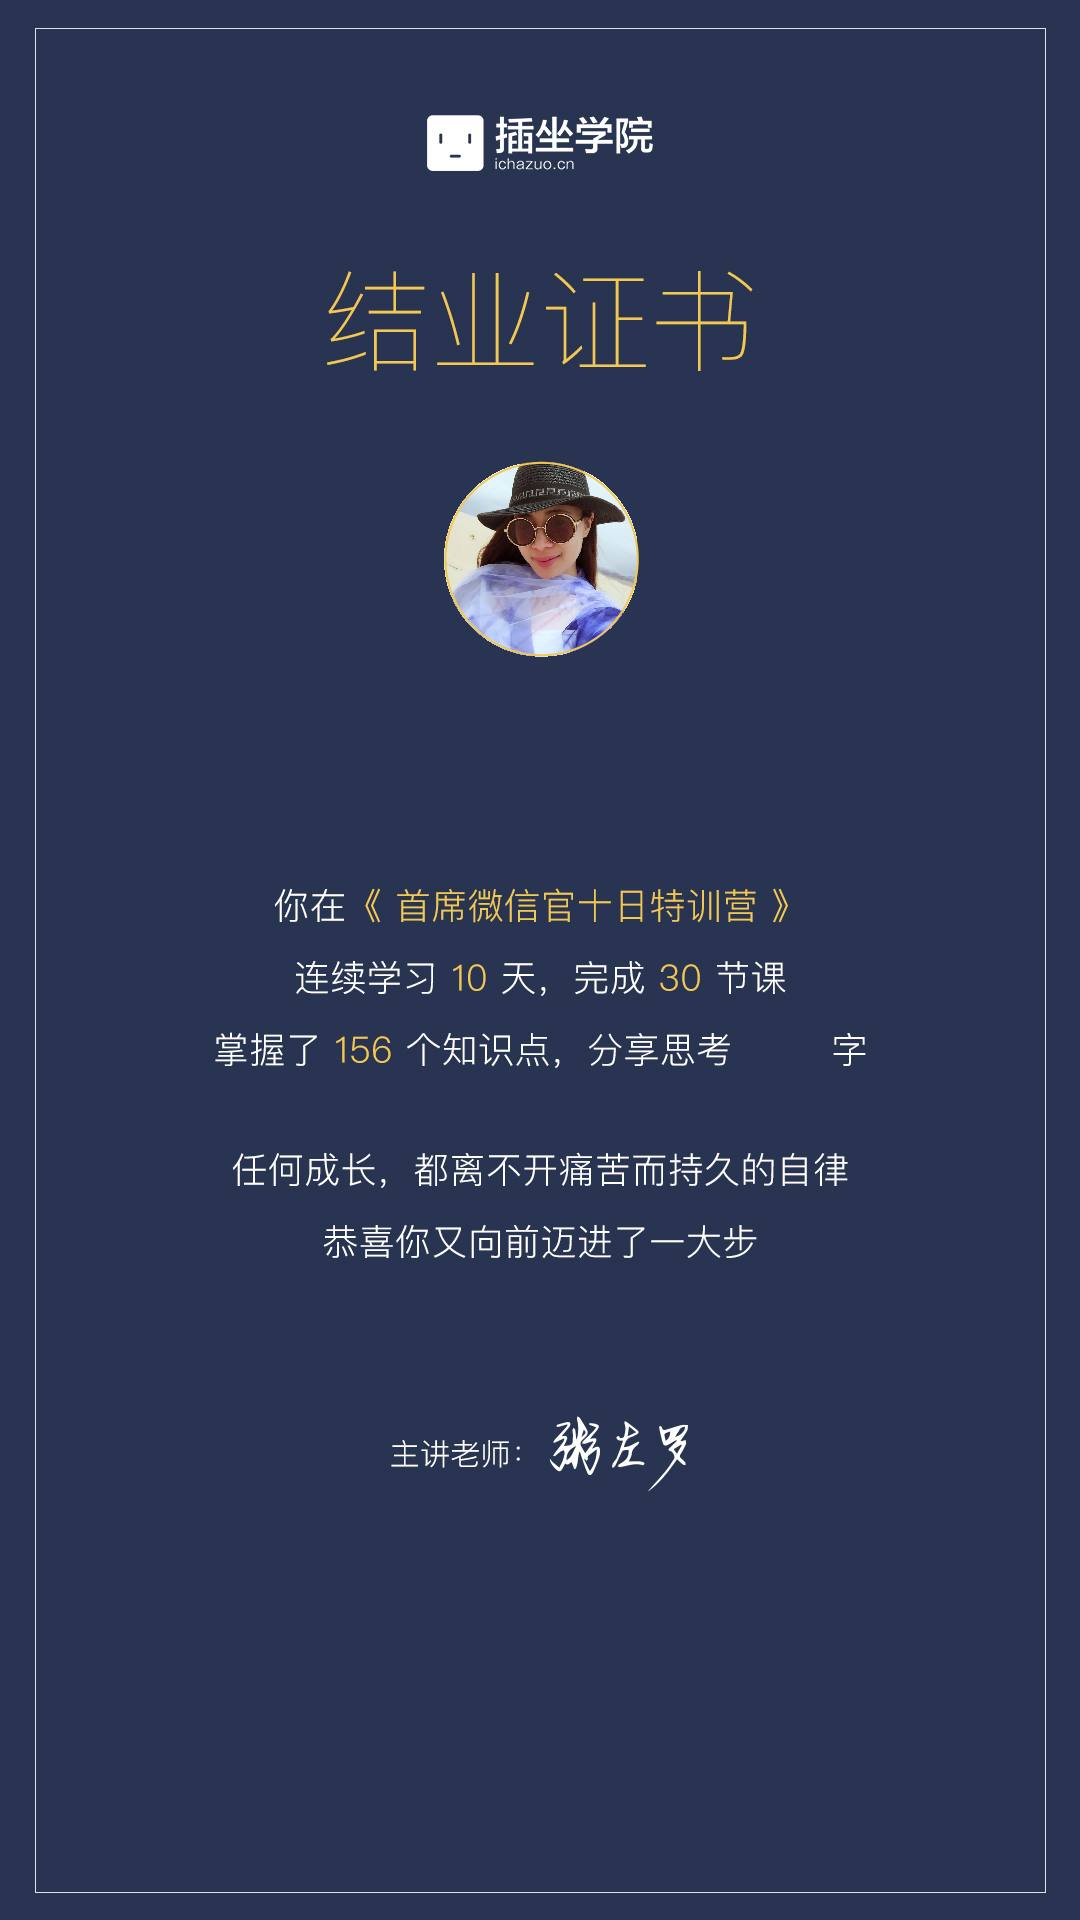 插坐学院
ichazuo.cn
结业证书
你在《 首席微信官十日特训营 》
连续学习 10 天，完成 30 节课
掌握了 156 个知识点，分享思考 字
任何成长，都离不开痛苦而持久的自律
恭喜你又向前迈进了一大步
主讲老师：粥左罗